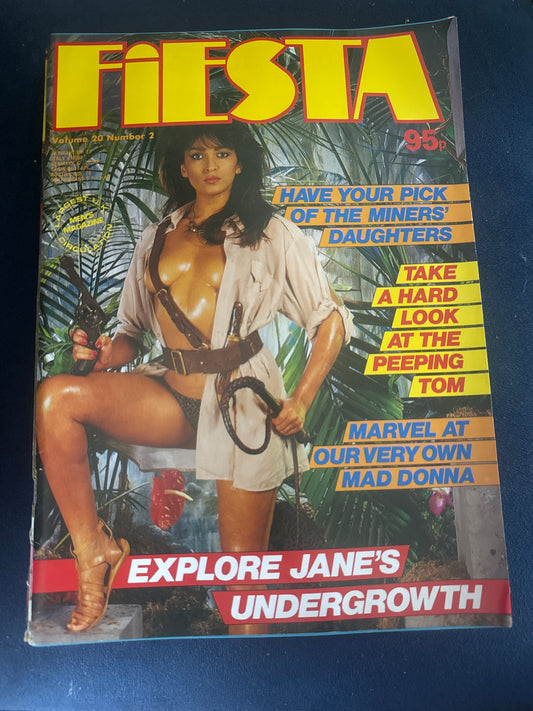 FiESTA
Volume 20 Number 2
95p
LARGEST U.K.
MEN'S
MAGAZINE
CIRCULATION
HAVE YOUR PICK
OF THE MINERS'
DAUGHTERS
TAKE
A HARD
LOOK
AT THE
PEEPING
TOM
MARVEL AT
OUR VERY OWN
MAD DONNA
EXPLORE JANE'S
UNDERGROWTH